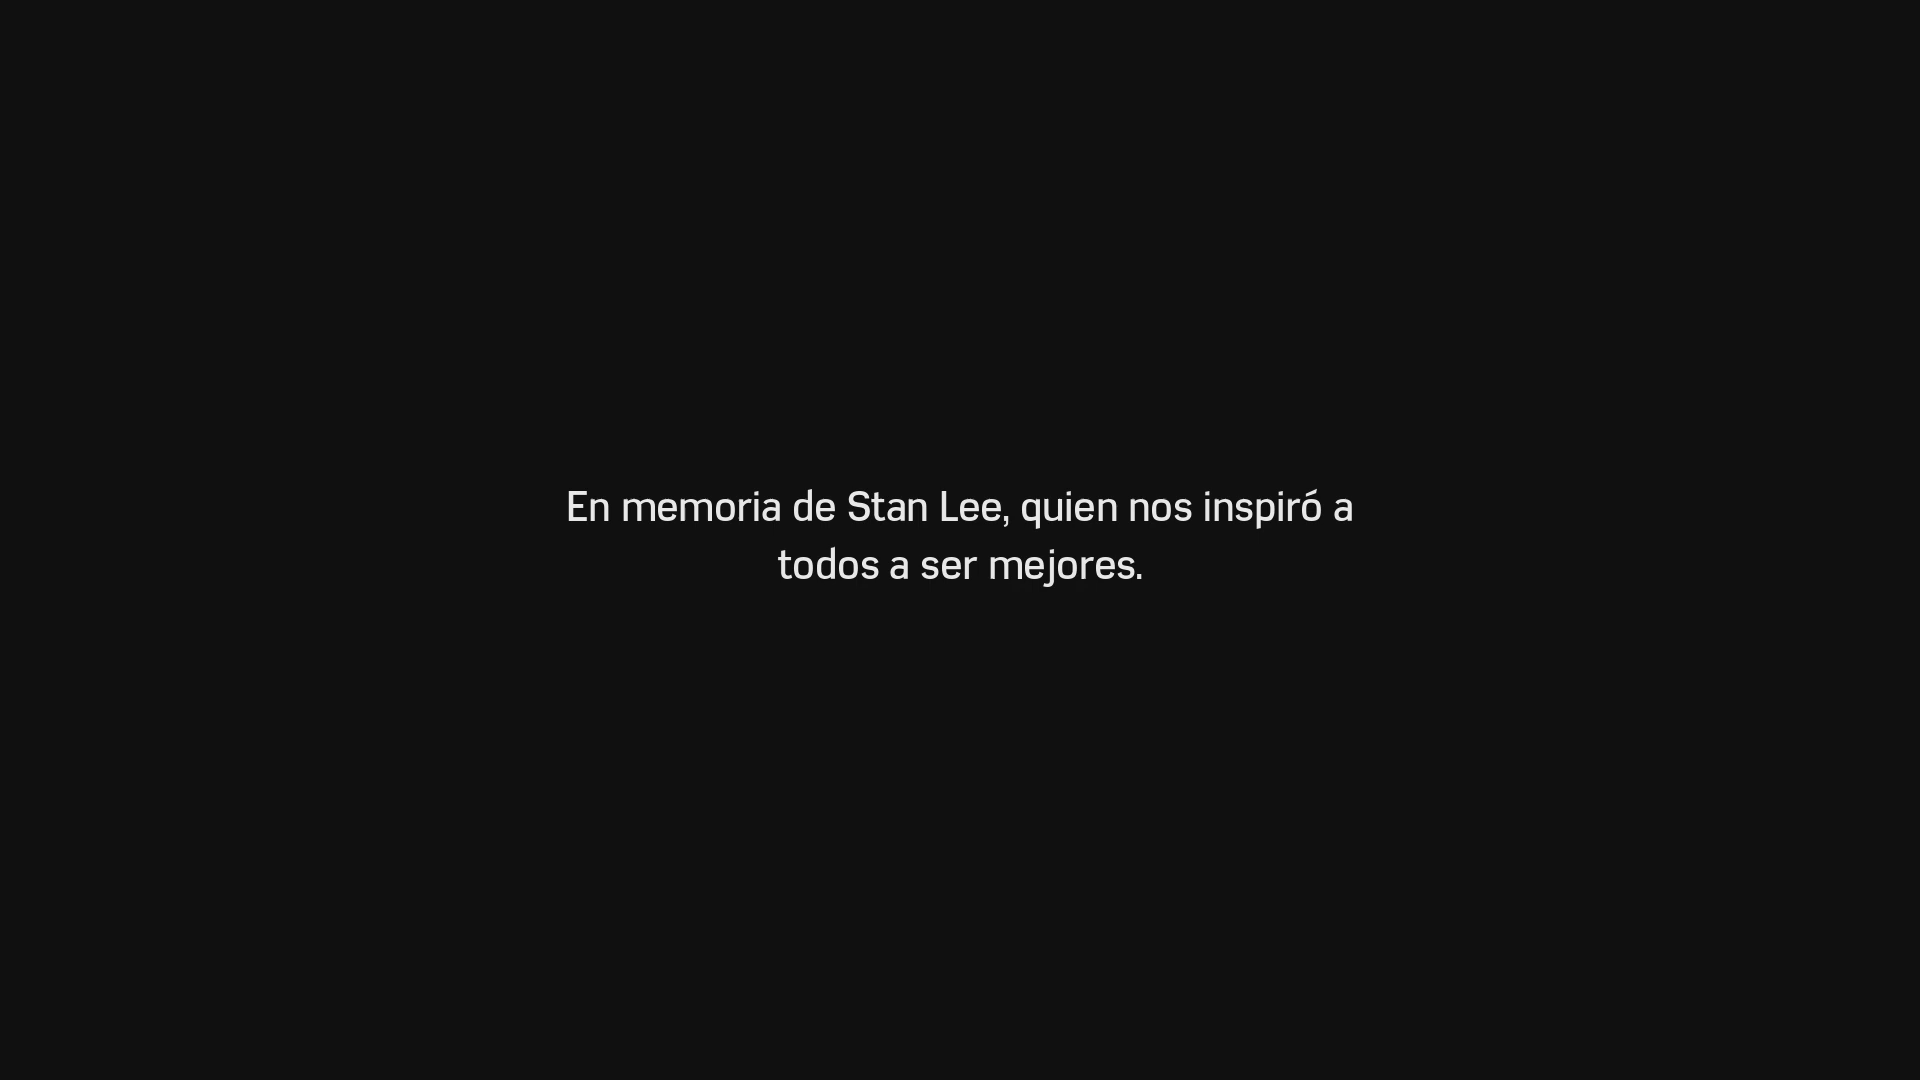 En memoria de Stan Lee, quien nos inspiró a
todos a ser mejores.